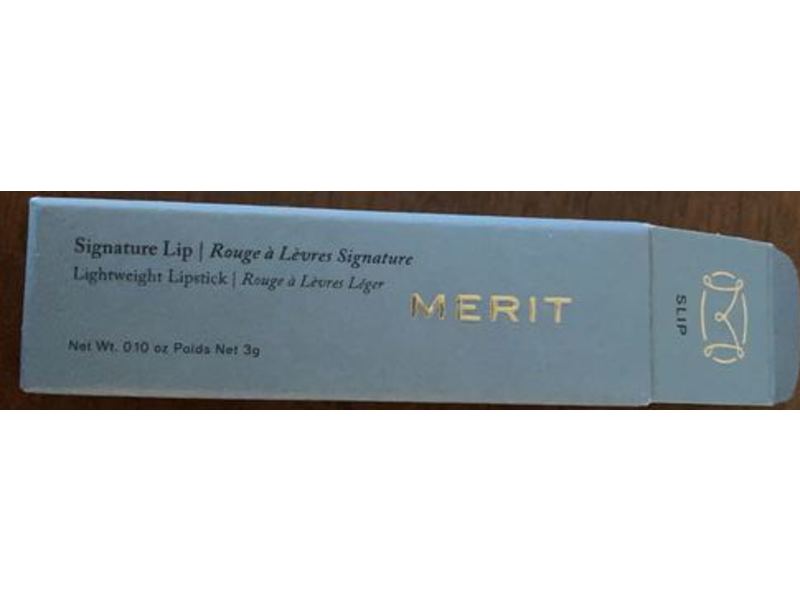 Signature Lip | Rouge à Lèvres Signature
Lightweight Lipstick | Rouge à Lèvres Léger
MERIT
Net Wt. 0.10 oz Poids Net 3g
SLIP